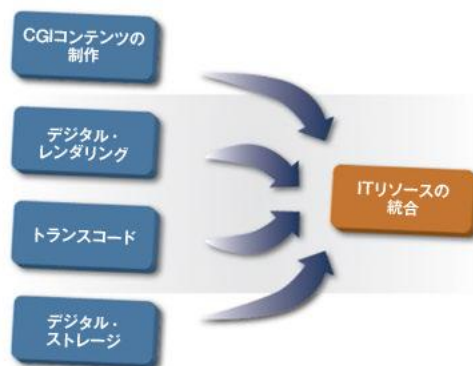 CGIコンテンツの
制作
デジタル・
レンダリング
トランスコード
デジタル・
ストレージ
ITリソースの
統合